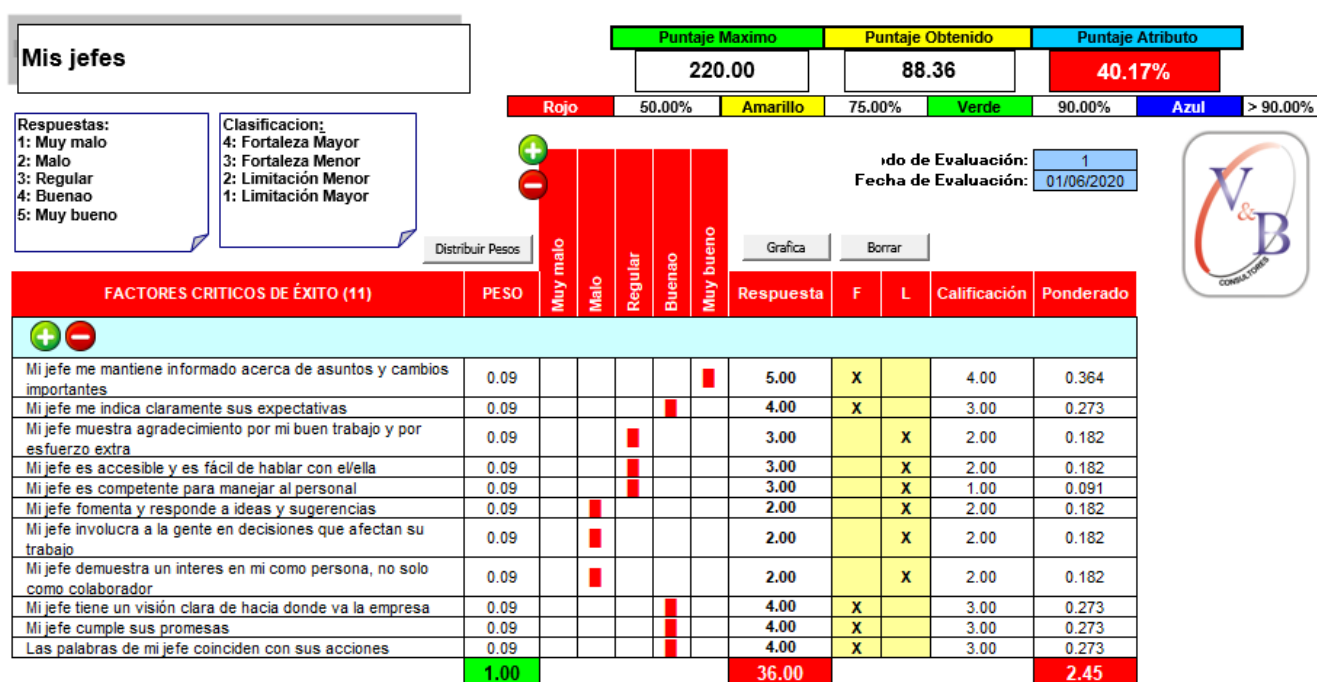 Mis jefes
Puntaje Maximo Puntaje Obtenido Puntaje Atributo
220.00 88.36 40.17%
Rojo 50.00% Amarillo 75.00% Verde 90.00% Azul > 90.00%
Respuestas:
1: Muy malo
2: Malo
3: Regular
4: Buenao
5: Muy bueno
Clasificacion:
4: Fortaleza Mayor
3: Fortaleza Menor
2: Limitación Menor
1: Limitación Mayor
do de Evaluación: 1
Fecha de Evaluación: 01/06/2020
V&B
CONSULTORES
Distribuir Pesos
Grafica
Borrar
FACTORES CRITICOS DE ÉXITO (11) PESO Muy malo Malo Regular Buenao Muy bueno Respuesta F L Calificación Ponderado
Mi jefe me mantiene informado acerca de asuntos y cambios
importantes
0.09 5.00 X 4.00 0.364
Mi jefe me indica claramente sus expectativas 0.09 4.00 X 3.00 0.273
Mi jefe muestra agradecimiento por mi buen trabajo y por
esfuerzo extra
0.09 3.00 X 2.00 0.182
Mi jefe es accesible y es fácil de hablar con el/ella 0.09 3.00 X 2.00 0.182
Mi jefe es competente para manejar al personal 0.09 3.00 X 1.00 0.091
Mi jefe fomenta y responde a ideas y sugerencias 0.09 2.00 X 2.00 0.182
Mi jefe involucra a la gente en decisiones que afectan su
trabajo
0.09 2.00 X 2.00 0.182
Mi jefe demuestra un interes en mi como persona, no solo
como colaborador
0.09 2.00 X 2.00 0.182
Mi jefe tiene un visión clara de hacia donde va la empresa 0.09 4.00 X 3.00 0.273
Mi jefe cumple sus promesas 0.09 4.00 X 3.00 0.273
Las palabras de mi jefe coinciden con sus acciones 0.09 4.00 X 3.00 0.273
1.00 36.00 2.45